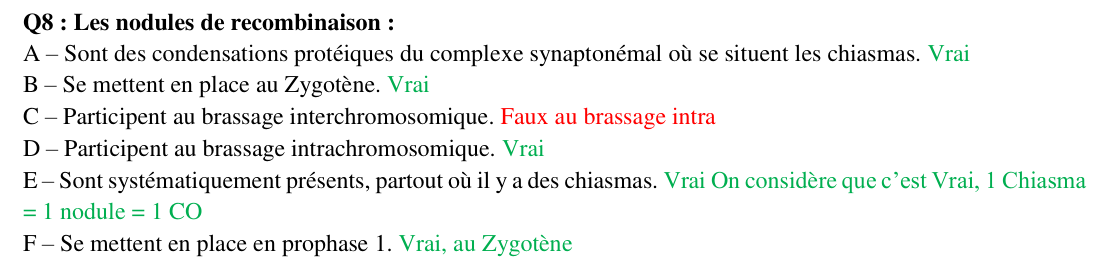 Q8 : Les nodules de recombinaison :
A – Sont des condensations protéiques du complexe synaptonémal où se situent les chiasmas. Vrai
B – Se mettent en place au Zygotène. Vrai
C – Participent au brassage interchromosomique. Faux au brassage intra
D – Participent au brassage intrachromosomique. Vrai
E – Sont systématiquement présents, partout où il y a des chiasmas. Vrai On considère que c’est Vrai, 1 Chiasma
= 1 nodule = 1 CO
F – Se mettent en place en prophase 1. Vrai, au Zygotène